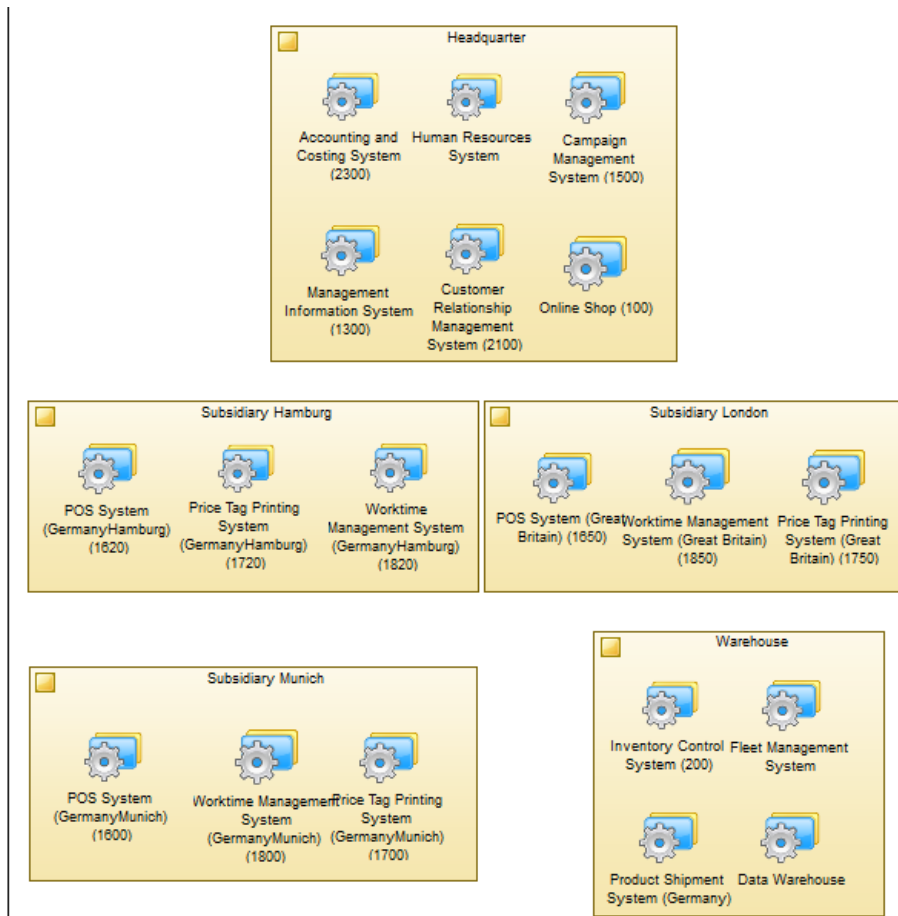 Headquarter
Accounting and
Costing System
(2300)
Human Resources
System
Campaign
Management
System (1500)
Management
Information System
(1300)
Customer
Relationship
Management
System (2100)
Online Shop (100)
Subsidiary Hamburg
POS System
(GermanyHamburg)
(1620)
Price Tag Printing
System
(GermanyHamburg)
(1720)
Worktime
Management System
(GermanyHamburg)
(1820)
Subsidiary London
POS System (Great
Britain) (1650)
Worktime Management
System (Great Britain)
(1850)
Price Tag Printing
System (Great
Britain) (1750)
Subsidiary Munich
POS System
(GermanyMunich)
(1600)
Worktime Management
System
(GermanyMunich)
(1800)
Price Tag Printing
System
(GermanyMunich)
(1700)
Warehouse
Inventory Control
System (200)
Fleet Management
System
Product Shipment
System (Germany)
Data Warehouse